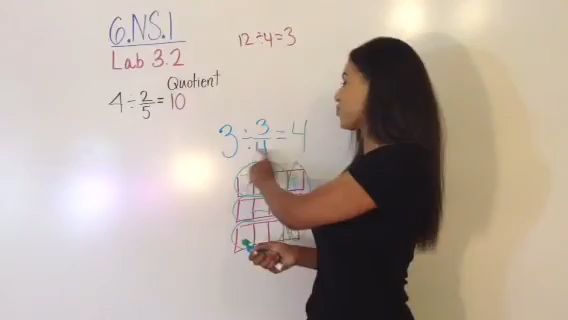 6.NS.1
Lab 3.2
12 ÷ 4 = 3
Quotient
4 ÷ 2/5 = 10
3 ÷ 3/4 = 4